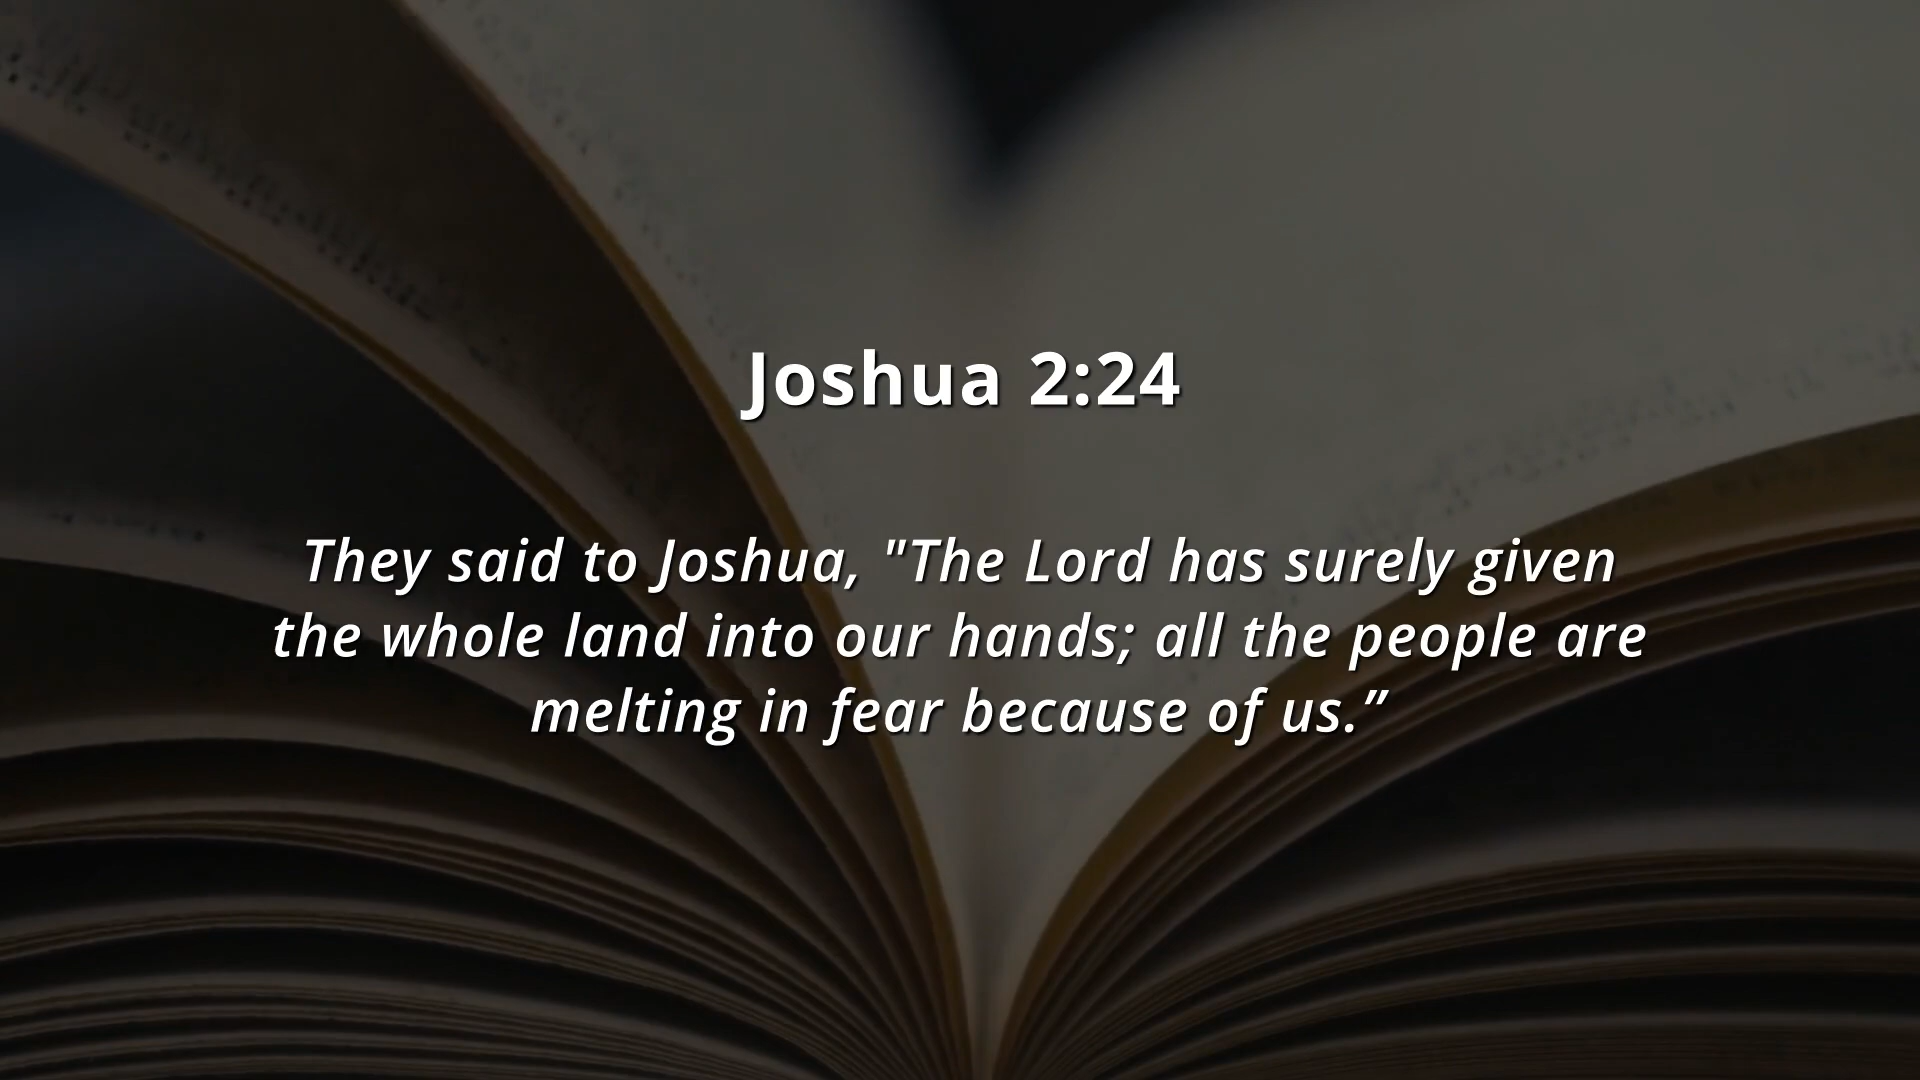 Joshua 2:24
They said to Joshua, "The Lord has surely given
the whole land into our hands; all the people are
melting in fear because of us.”